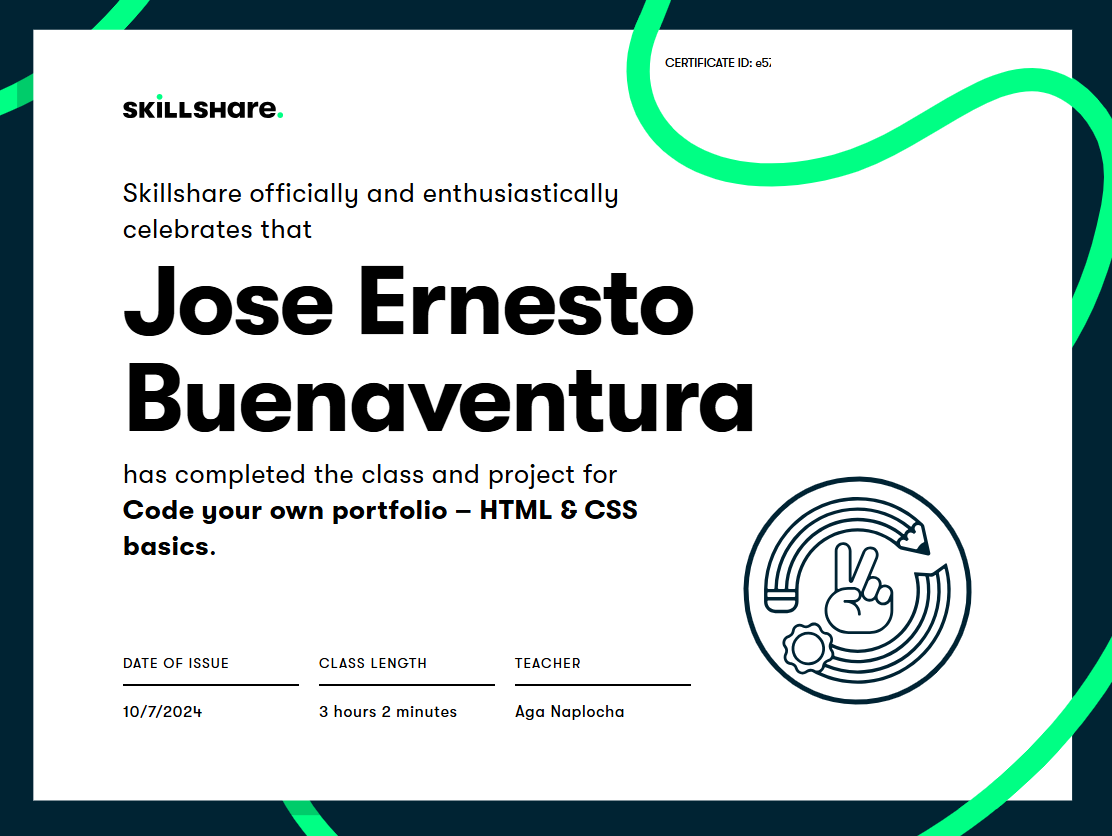 CERTIFICATE ID:
SKILLSHare.
Skillshare officially and enthusiastically
celebrates that
Jose Ernesto
Buenaventura
has completed the class and project for
Code your own portfolio – HTML & CSS
basics.
DATE OF ISSUE CLASS LENGTH TEACHER
10/7/2024 3 hours 2 minutes Aga Naplocha